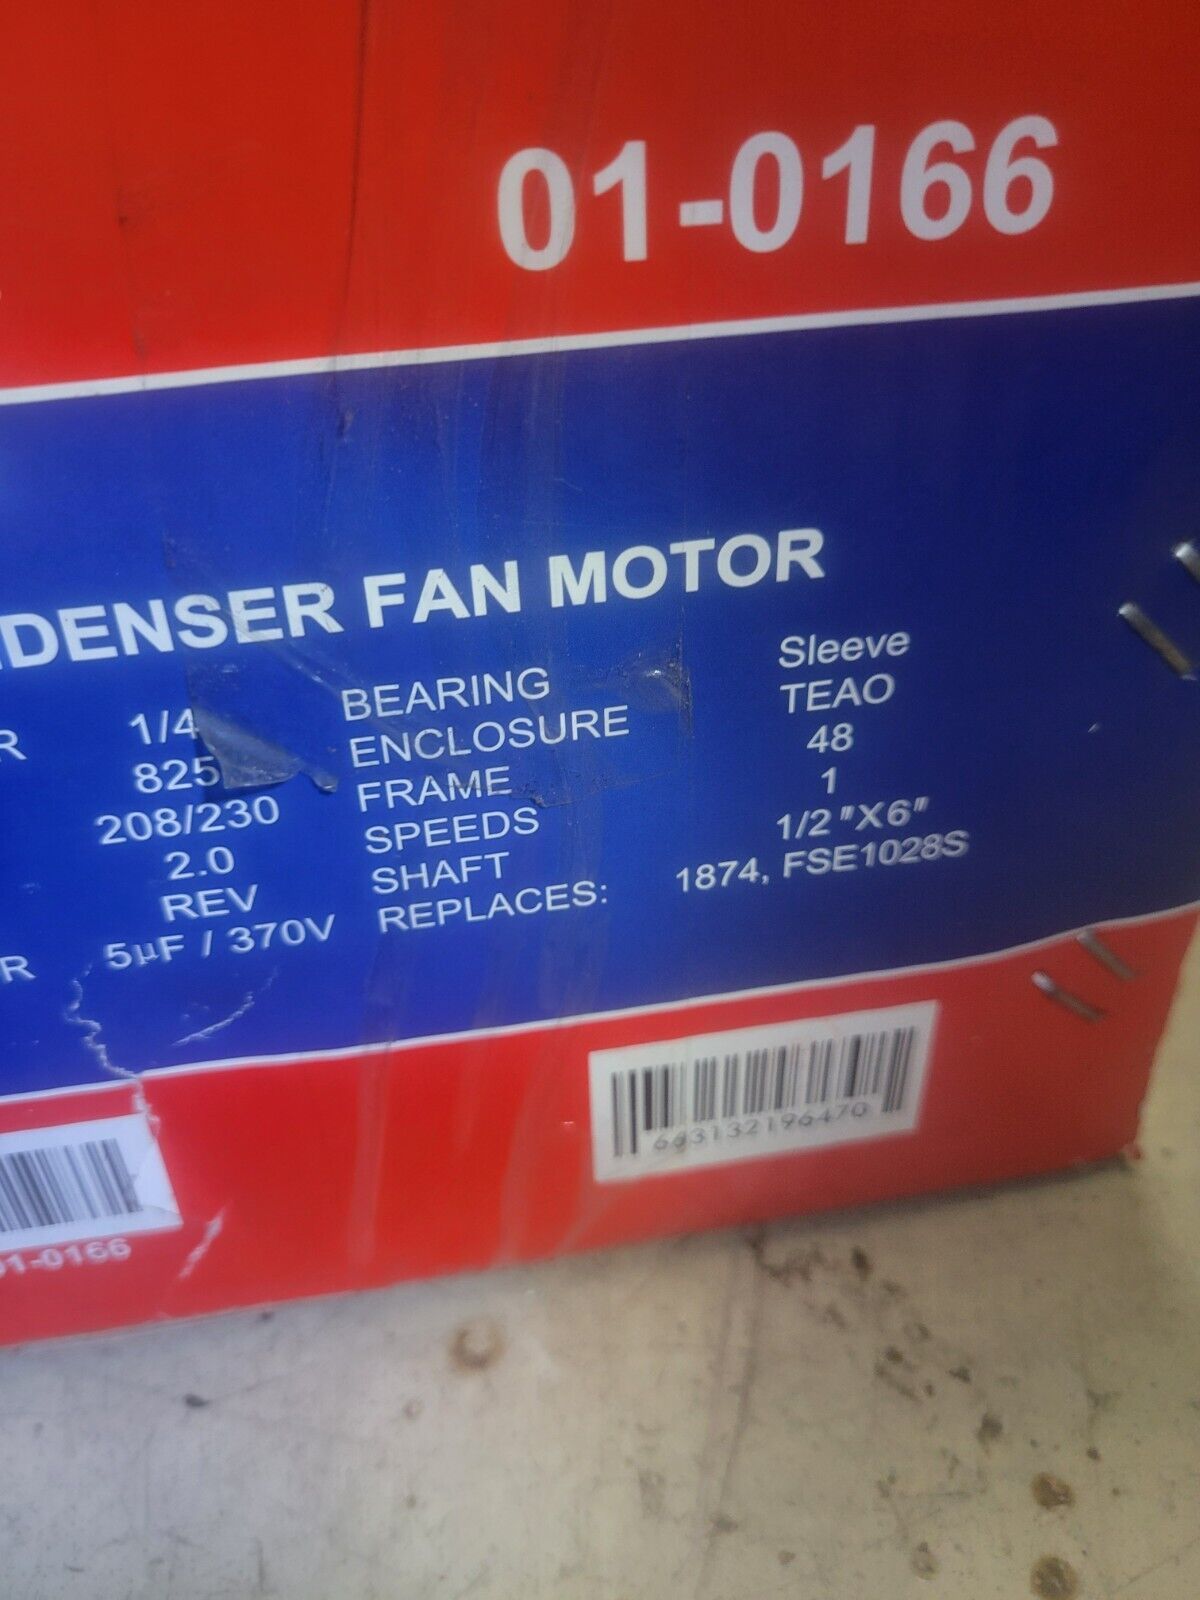 01-0166
DENSER FAN MOTOR
R 1/4 BEARING Sleeve
825 ENCLOSURE TEAO
208/230 FRAME 48
2.0 SPEEDS 1
REV SHAFT 1/2 "X6"
R 5µF / 370V REPLACES: 1874, FSE1028S
663132196470
01-0166